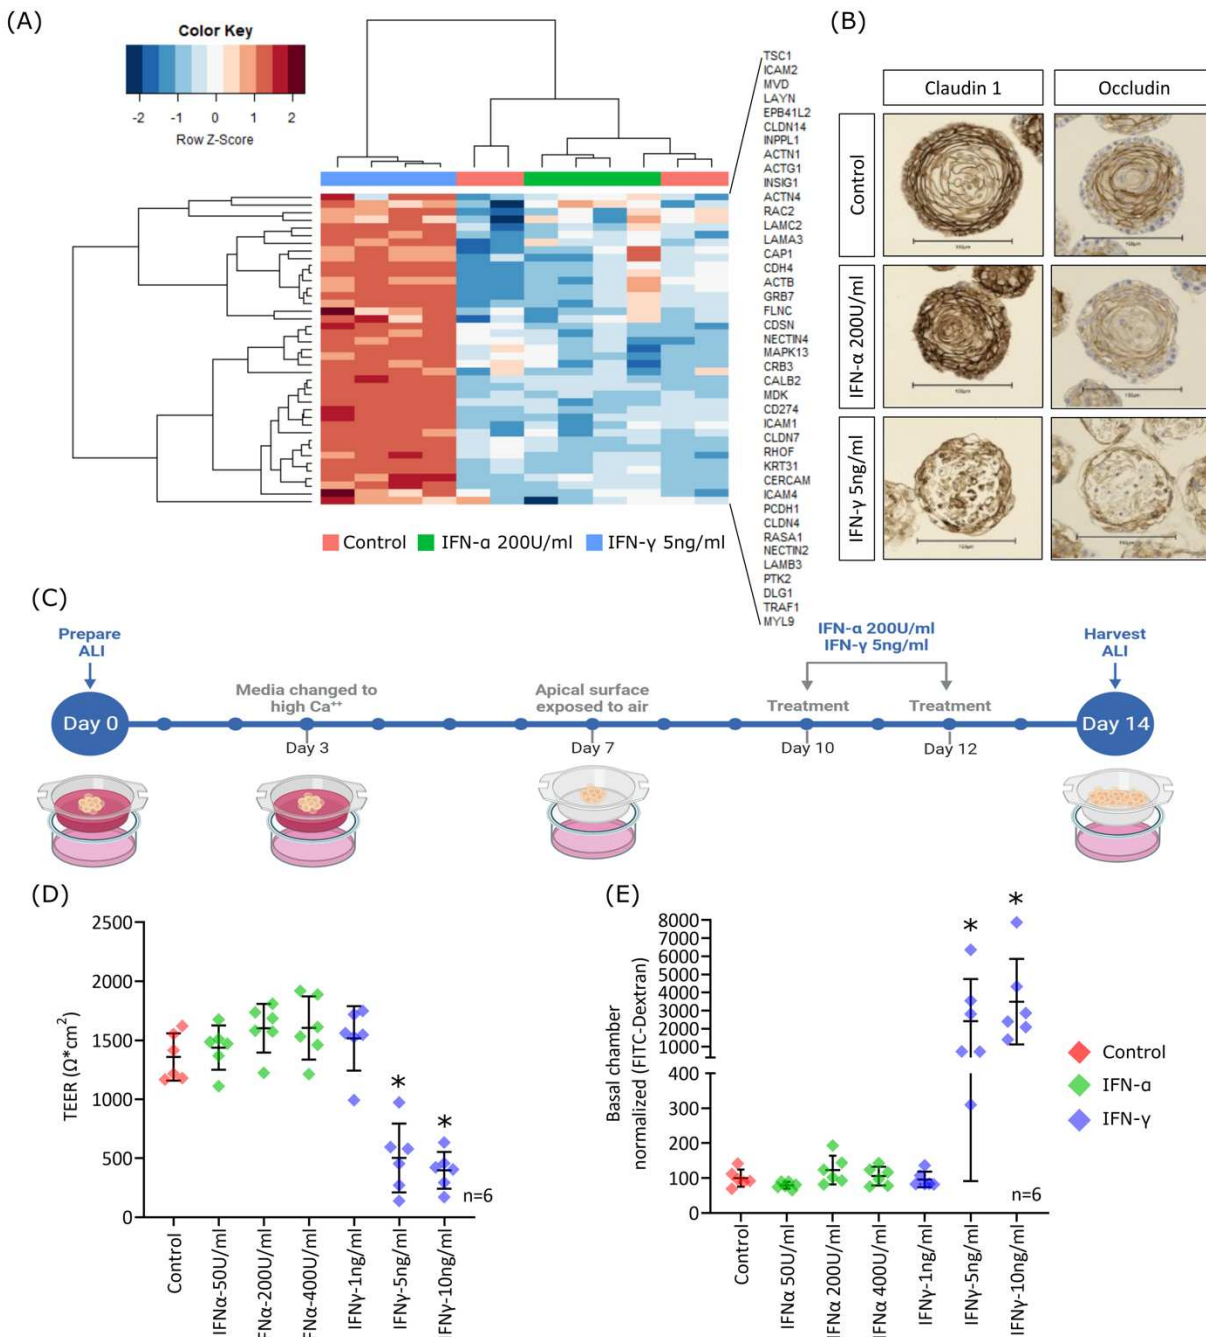 (A)
Color Key
-2 -1 0 1 2
Row Z-Score
TSC1
ICAM2
MVD
LAYN
EPB41L2
CLDN14
INPPL1
ACTN1
ACTG1
INSIG1
ACTN4
RAC2
LAMC2
LAMA3
CAP1
CDH4
ACTB
GRB7
FLNC
CDSN
NECTIN4
MAPK13
CRB3
CALB2
MDK
CD274
ICAM1
CLDN7
RHOF
KRT31
CERCAM
ICAM4
PCDH1
CLDN4
RASA1
NECTIN2
LAMB3
PTK2
DLG1
TRAF1
MYL9
Control IFN-α 200U/ml IFN-γ 5ng/ml
(B)
Claudin 1 Occludin
Control
IFN-α 200U/ml
IFN-γ 5ng/ml
(C)
Prepare
ALI
Day 0
Media changed to
high Ca⁺⁺
Day 3
Apical surface
exposed to air
Day 7
IFN-α 200U/ml
IFN-γ 5ng/ml
Treatment Treatment
Day 10 Day 12
Harvest
ALI
Day 14
(D)
TEER (Ω*cm²)
2500
2000
1500
1000
500
0
* *
n=6
Control
IFNα-50U/ml
IFNα-200U/ml
IFNα-400U/ml
IFNγ-1ng/ml
IFNγ-5ng/ml
IFNγ-10ng/ml
(E)
Basal chamber
normalized (FITC-Dextran)
8000
7000
6000
5000
4000
3000
2000
1000
400
300
200
100
0
* *
n=6
Control
IFNα 50U/ml
IFNα 200U/ml
IFNα 400U/ml
IFNγ-1ng/ml
IFNγ-5ng/ml
IFNγ-10ng/ml
Control
IFN-α
IFN-γ